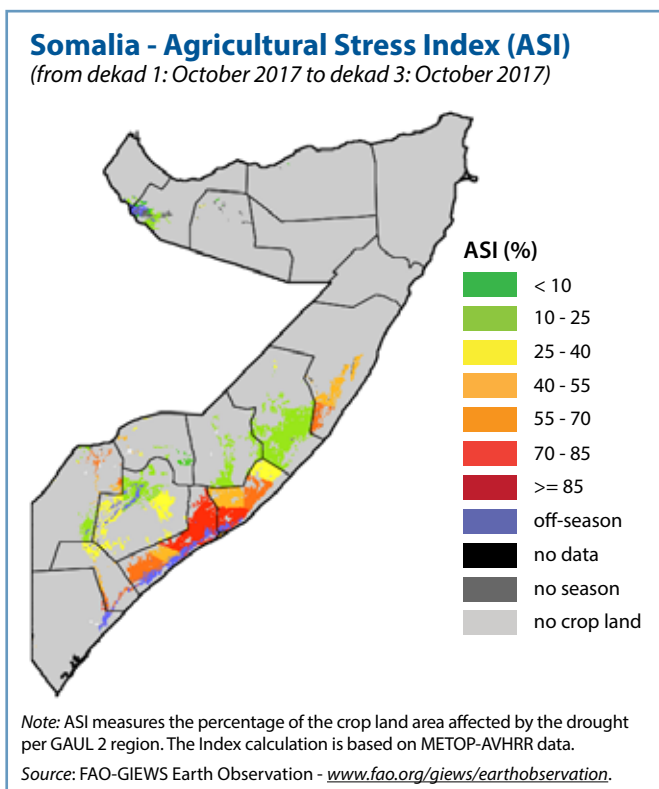 Somalia - Agricultural Stress Index (ASI)
(from dekad 1: October 2017 to dekad 3: October 2017)
ASI (%)
< 10
10 - 25
25 - 40
40 - 55
55 - 70
70 - 85
>= 85
off-season
no data
no season
no crop land
Note: ASI measures the percentage of the crop land area affected by the drought
per GAUL 2 region. The Index calculation is based on METOP-AVHRR data.
Source: FAO-GIEWS Earth Observation - www.fao.org/giews/earthobservation.